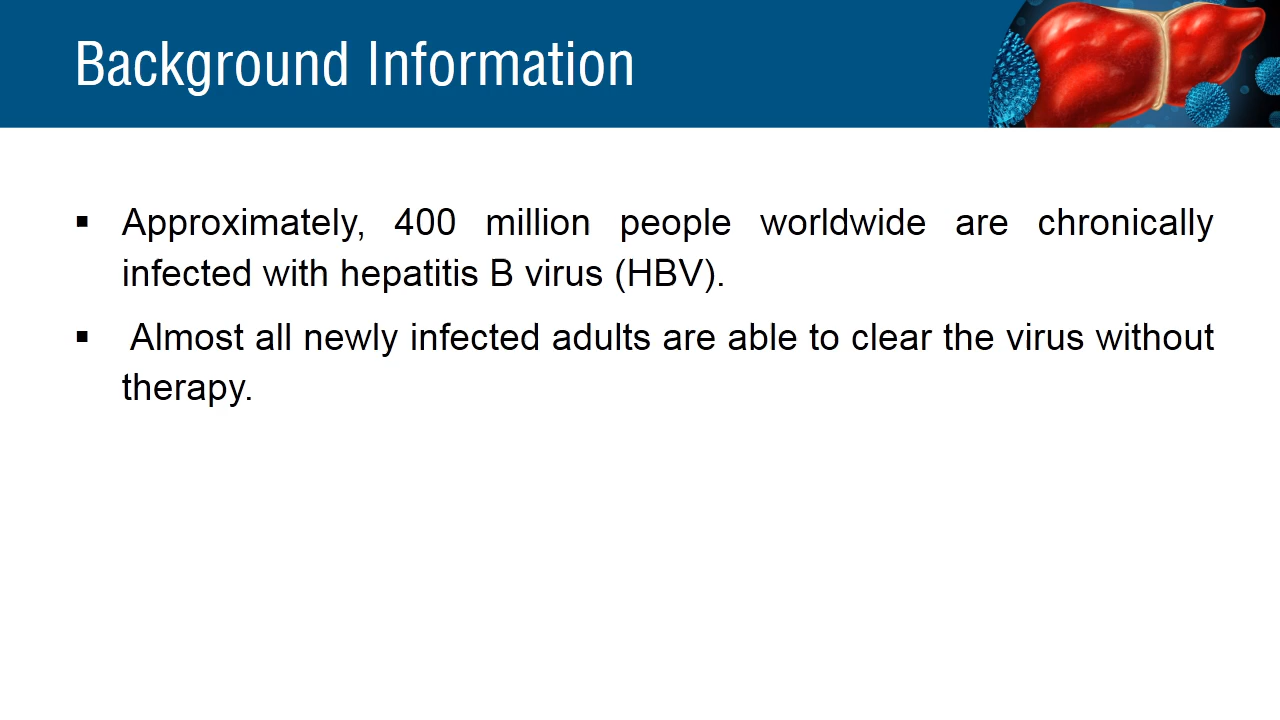 Background Information
▪ Approximately, 400 million people worldwide are chronically
infected with hepatitis B virus (HBV).
▪ Almost all newly infected adults are able to clear the virus without
therapy.